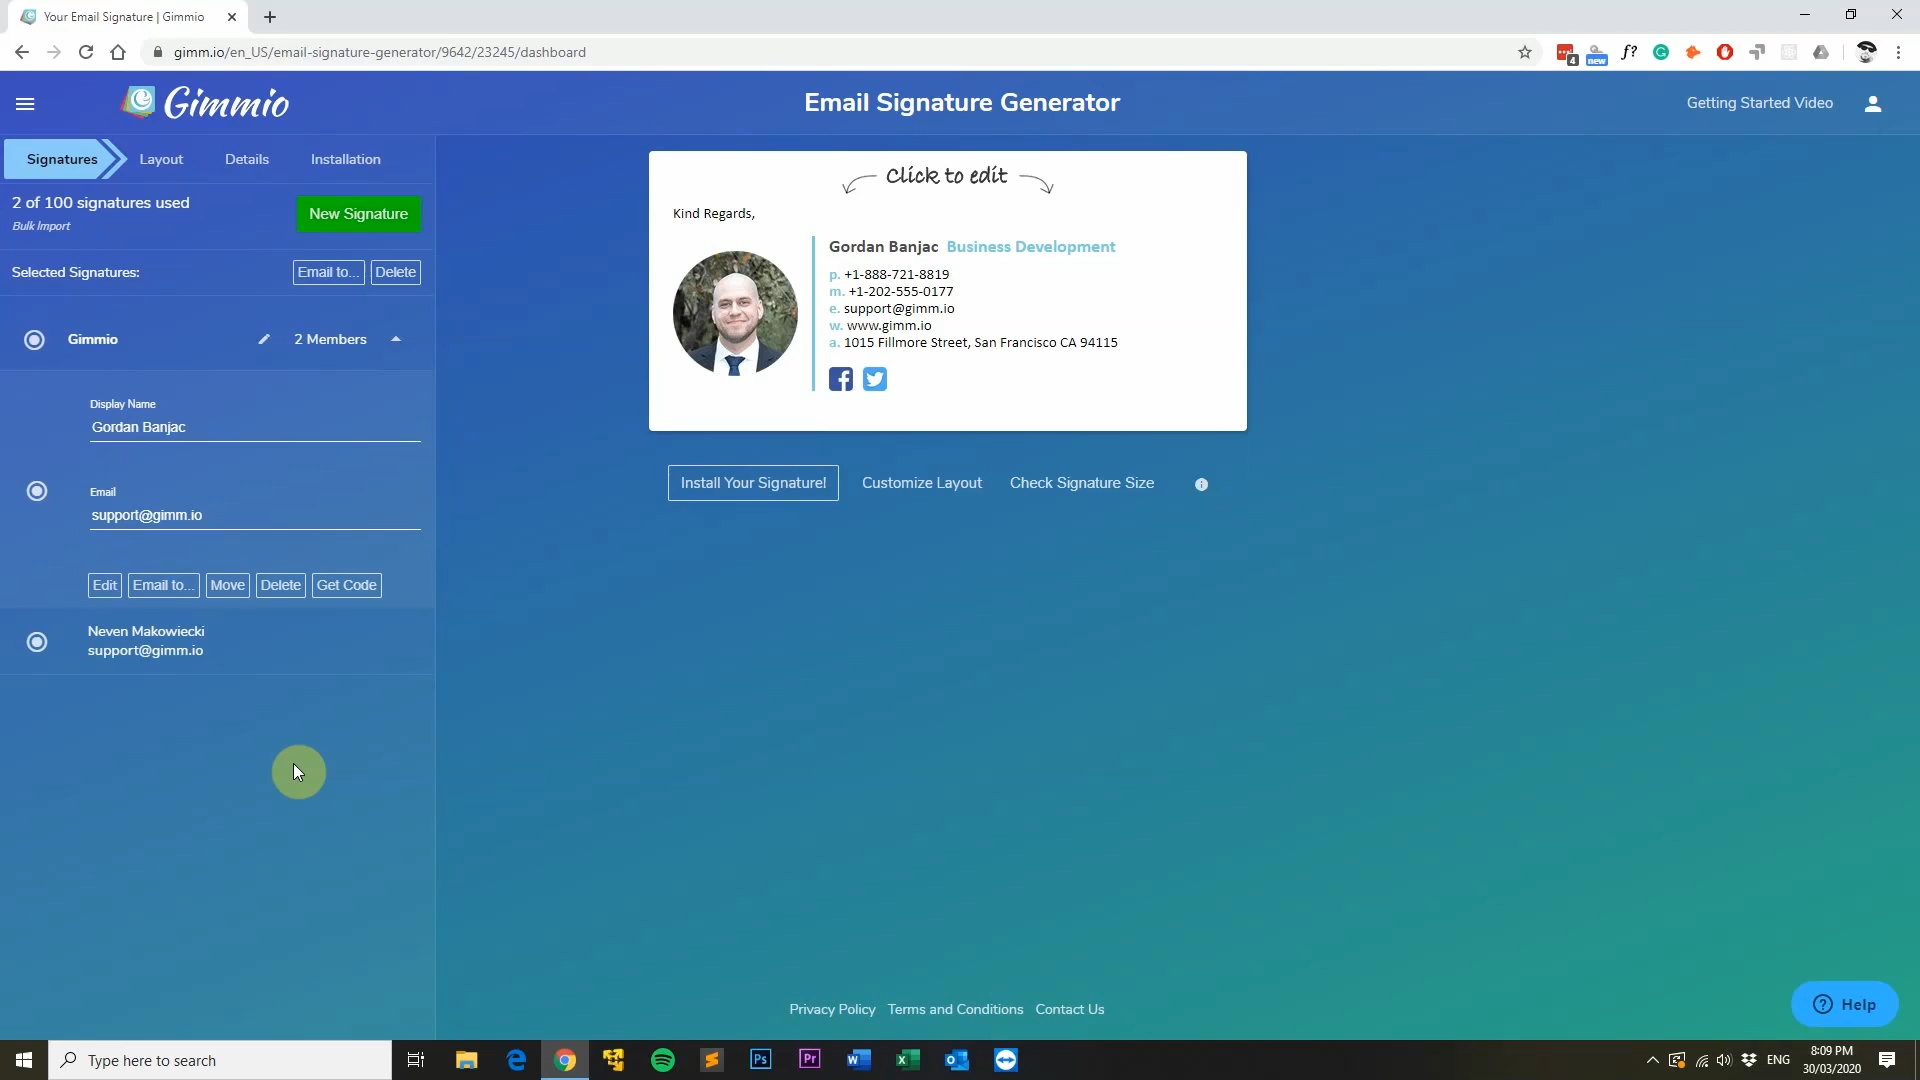 Your Email Signature | Gimmio
gimm.io/en_US/email-signature-generator/9642/23245/dashboard
f?
4
new
Gimmio
Email Signature Generator
Getting Started Video
Signatures
Layout
Details
Installation
2 of 100 signatures used
Bulk Import
New Signature
Selected Signatures:
Email to...
Delete
Gimmio
2 Members
Display Name
Gordan Banjac
Email
support@gimm.io
Edit
Email to...
Move
Delete
Get Code
Neven Makowiecki
support@gimm.io
Click to edit
Kind Regards,
Gordan Banjac Business Development
p. +1-888-721-8819
m. +1-202-555-0177
e. support@gimm.io
w. www.gimm.io
a. 1015 Fillmore Street, San Francisco CA 94115
Install Your Signature!
Customize Layout
Check Signature Size
Privacy Policy
Terms and Conditions
Contact Us
Help
Type here to search
Ps
Pr
ENG
8:09 PM
30/03/2020